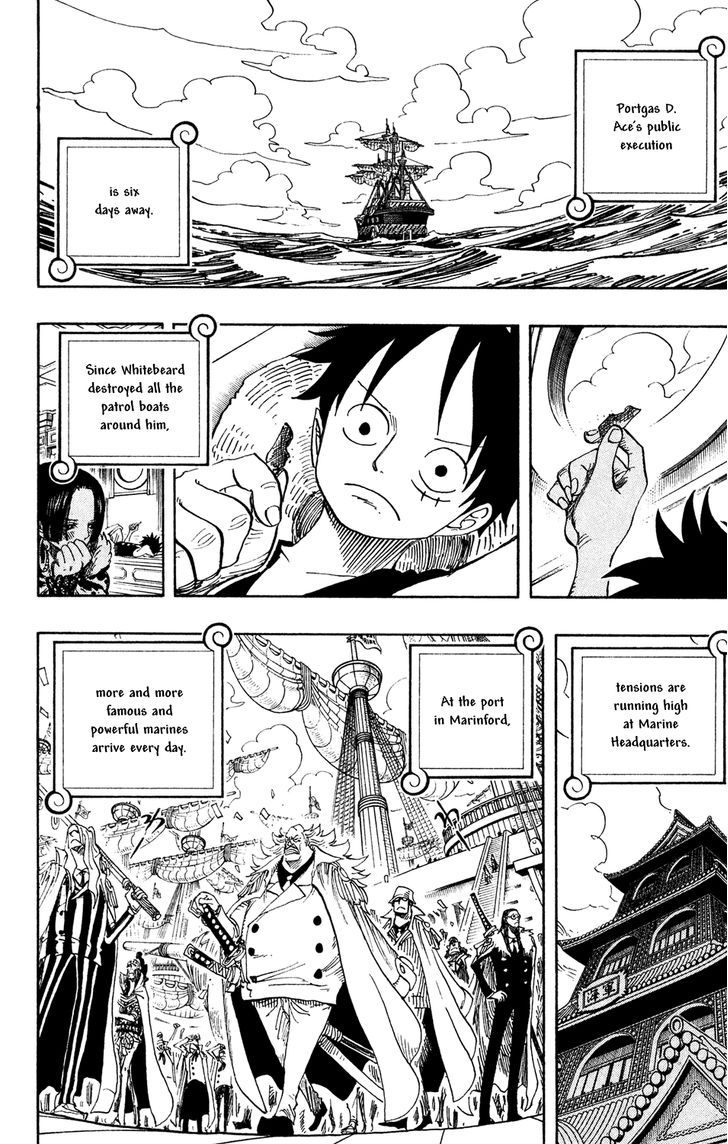 Portgas D.
Ace's public
execution
is six
days away.
Since Whitebeard
destroyed all the
patrol boats
around him,
tensions are
running high
at Marine
Headquarters.
海軍
At the port
in Marinford,
more and more
famous and
powerful marines
arrive every day.